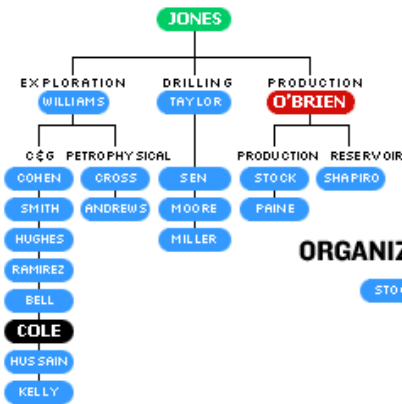 JONES
EXPLORATION DRILLING PRODUCTION
WILLIAMS TAYLOR O'BRIEN
G&G PETROPHYSICAL PRODUCTION RESERVOIR
COHEN CROSS SEN STOCK SHAPIRO
SMITH ANDREWS MOORE PAINE
HUGHES MILLER
ORGANIZ
RAMIREZ
STO
BELL
COLE
HUSSAIN
KELLY